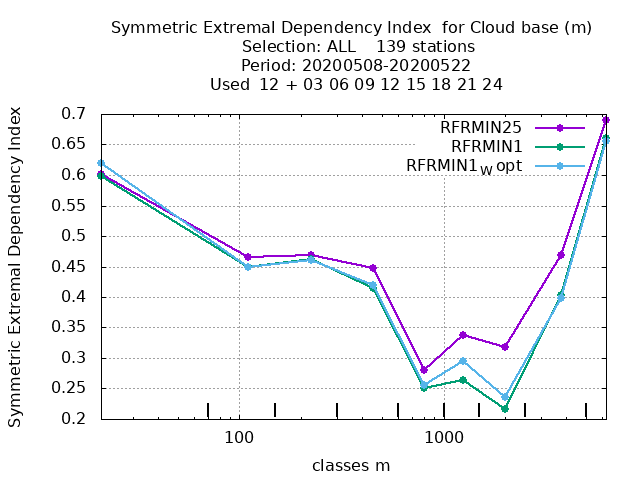 Symmetric Extremal Dependency Index for Cloud base (m)
Selection: ALL 139 stations
Period: 20200508-20200522
Used 12 + 03 06 09 12 15 18 21 24
Symmetric Extremal Dependency Index
0.7
0.65
0.6
0.55
0.5
0.45
0.4
0.35
0.3
0.25
0.2
RFRMIN25
RFRMIN1
RFRMIN1W opt
100
1000
classes m